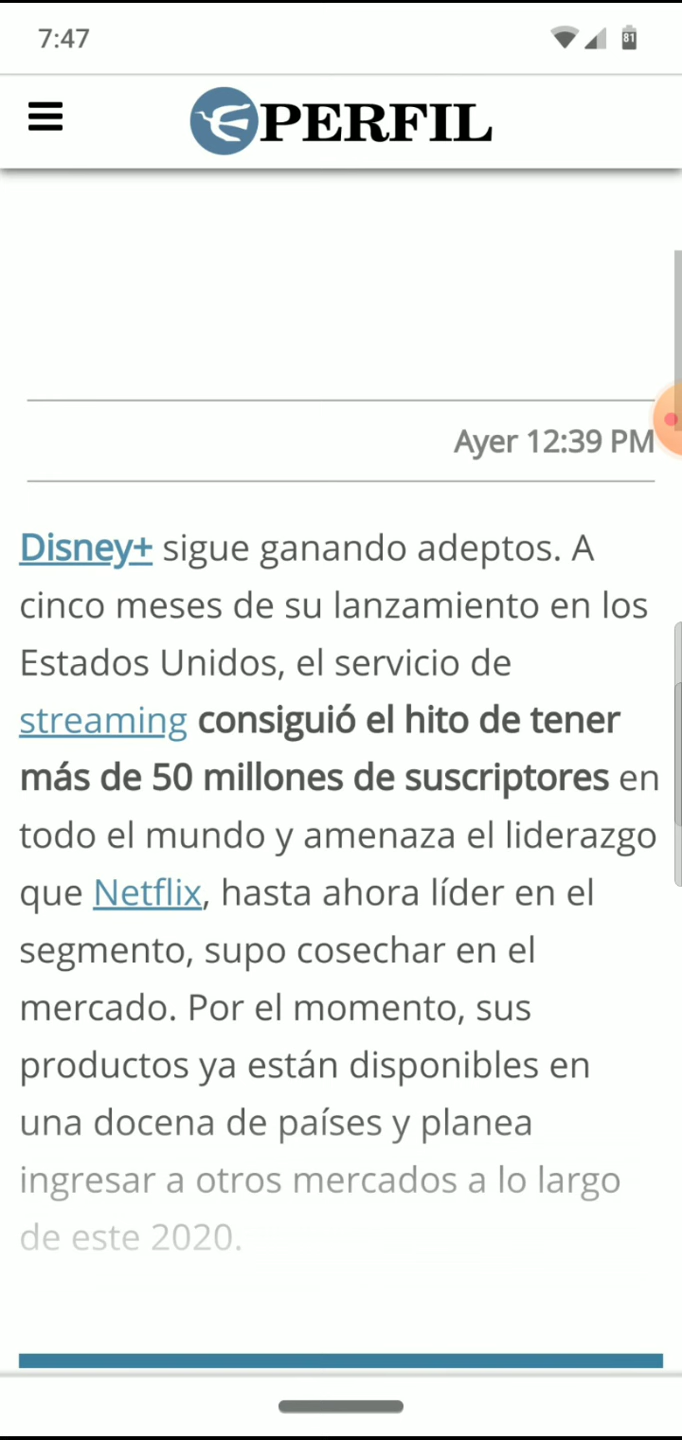 7:47
81
PERFIL
Ayer 12:39 PM
Disney+ sigue ganando adeptos. A
cinco meses de su lanzamiento en los
Estados Unidos, el servicio de
streaming consiguió el hito de tener
más de 50 millones de suscriptores en
todo el mundo y amenaza el liderazgo
que Netflix, hasta ahora líder en el
segmento, supo cosechar en el
mercado. Por el momento, sus
productos ya están disponibles en
una docena de países y planea
ingresar a otros mercados a lo largo
de este 2020.